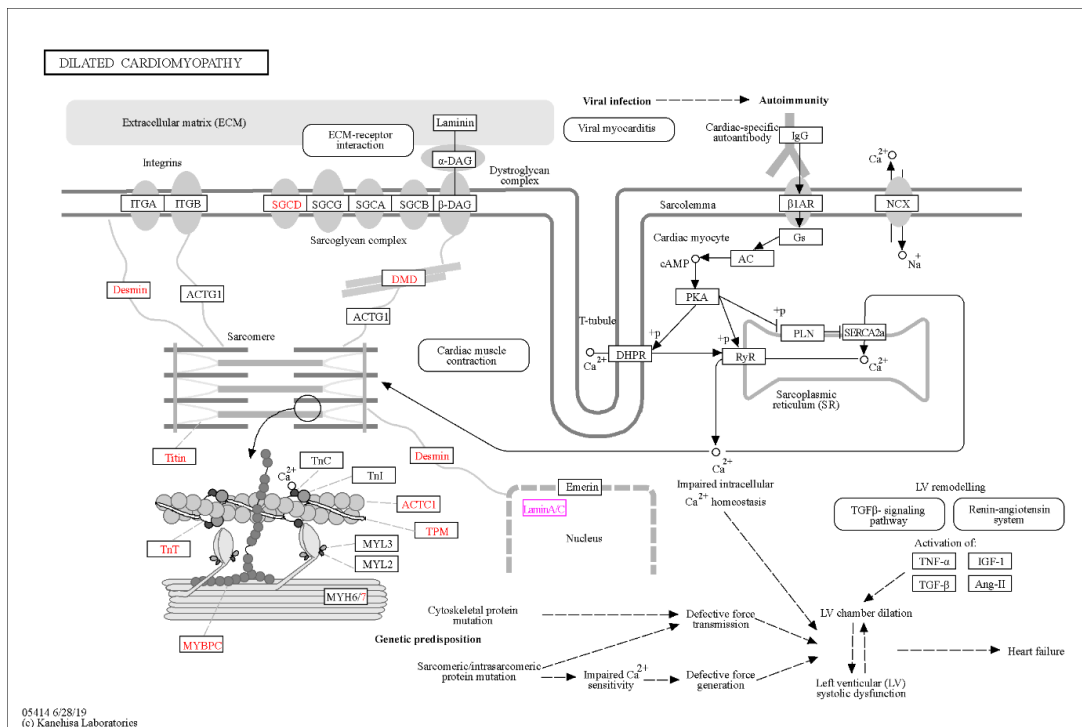 DILATED CARDIOMYOPATHY
Viral infection
Autoimmunity
Extracellular matrix (ECM)
Laminin
ECM-receptor
interaction
Viral myocarditis
Cardiac-specific
autoantibody
IgG
α-DAG
Integrins
Dystroglycan
complex
Ca2+
ITGA
ITGB
SGCD
SGCG
SGCA
SGCB
β-DAG
Sarcolemma
β1AR
NCX
Sarcoglycan complex
Cardiac myocyte
Gs
AC
cAMP
Na+
DMD
Desmin
ACTG1
PKA
ACTG1
T-tubule
+p
+p
+p
PLN
SERCA2a
Sarcomere
Cardiac muscle
contraction
Ca2+
DHPR
RyR
Ca2+
Sarcoplasmic
reticulum (SR)
Titin
Desmin
TnC
Ca2+
TnI
Ca2+
Emerin
Impaired intracellular
Ca2+ homeostasis
LV remodelling
ACTC1
LaminA/C
TGFβ- signaling
pathway
Renin-angiotensin
system
TPM
Nucleus
TnT
MYL3
Activation of:
MYL2
TNF-α
IGF-1
TGF-β
Ang-II
MYH6/7
Cytoskeletal protein
mutation
Defective force
transmission
LV chamber dilation
MYBPC
Genetic predisposition
Heart failure
Sarcomeric/intrasarcomeric
protein mutation
Impaired Ca2+
sensitivity
Defective force
generation
Left venticular (LV)
systolic dysfunction
05414 6/28/19
(c) Kanehisa Laboratories